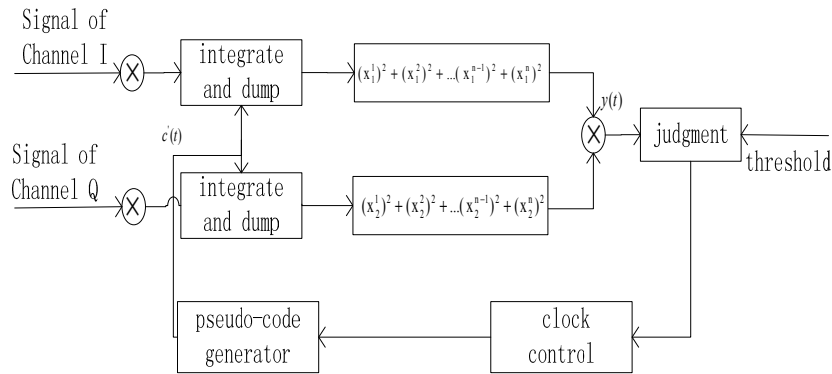 Signal of
Channel I
integrate
and dump
(x₁¹)² + (x₁²)² + ...(x₁ⁿ⁻¹)² + (x₁ⁿ)²
y(t)
c'(t)
judgment
threshold
Signal of
Channel Q
integrate
and dump
(x₂¹)² + (x₂²)² + ...(x₂ⁿ⁻¹)² + (x₂ⁿ)²
pseudo-code
generator
clock
control